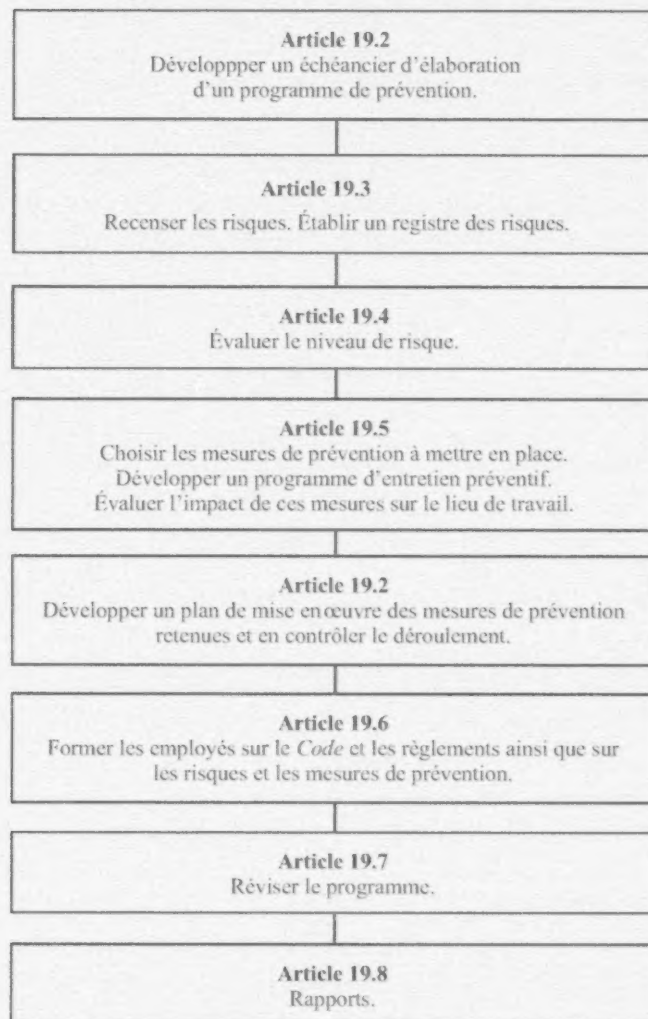 Article 19.2
Développper un échéancier d'élaboration
d'un programme de prévention.
Article 19.3
Recenser les risques. Établir un registre des risques.
Article 19.4
Évaluer le niveau de risque.
Article 19.5
Choisir les mesures de prévention à mettre en place.
Développer un programme d'entretien préventif.
Évaluer l'impact de ces mesures sur le lieu de travail.
Article 19.2
Développer un plan de mise en œuvre des mesures de prévention
retenues et en contrôler le déroulement.
Article 19.6
Former les employés sur le Code et les règlements ainsi que sur
les risques et les mesures de prévention.
Article 19.7
Réviser le programme.
Article 19.8
Rapports.